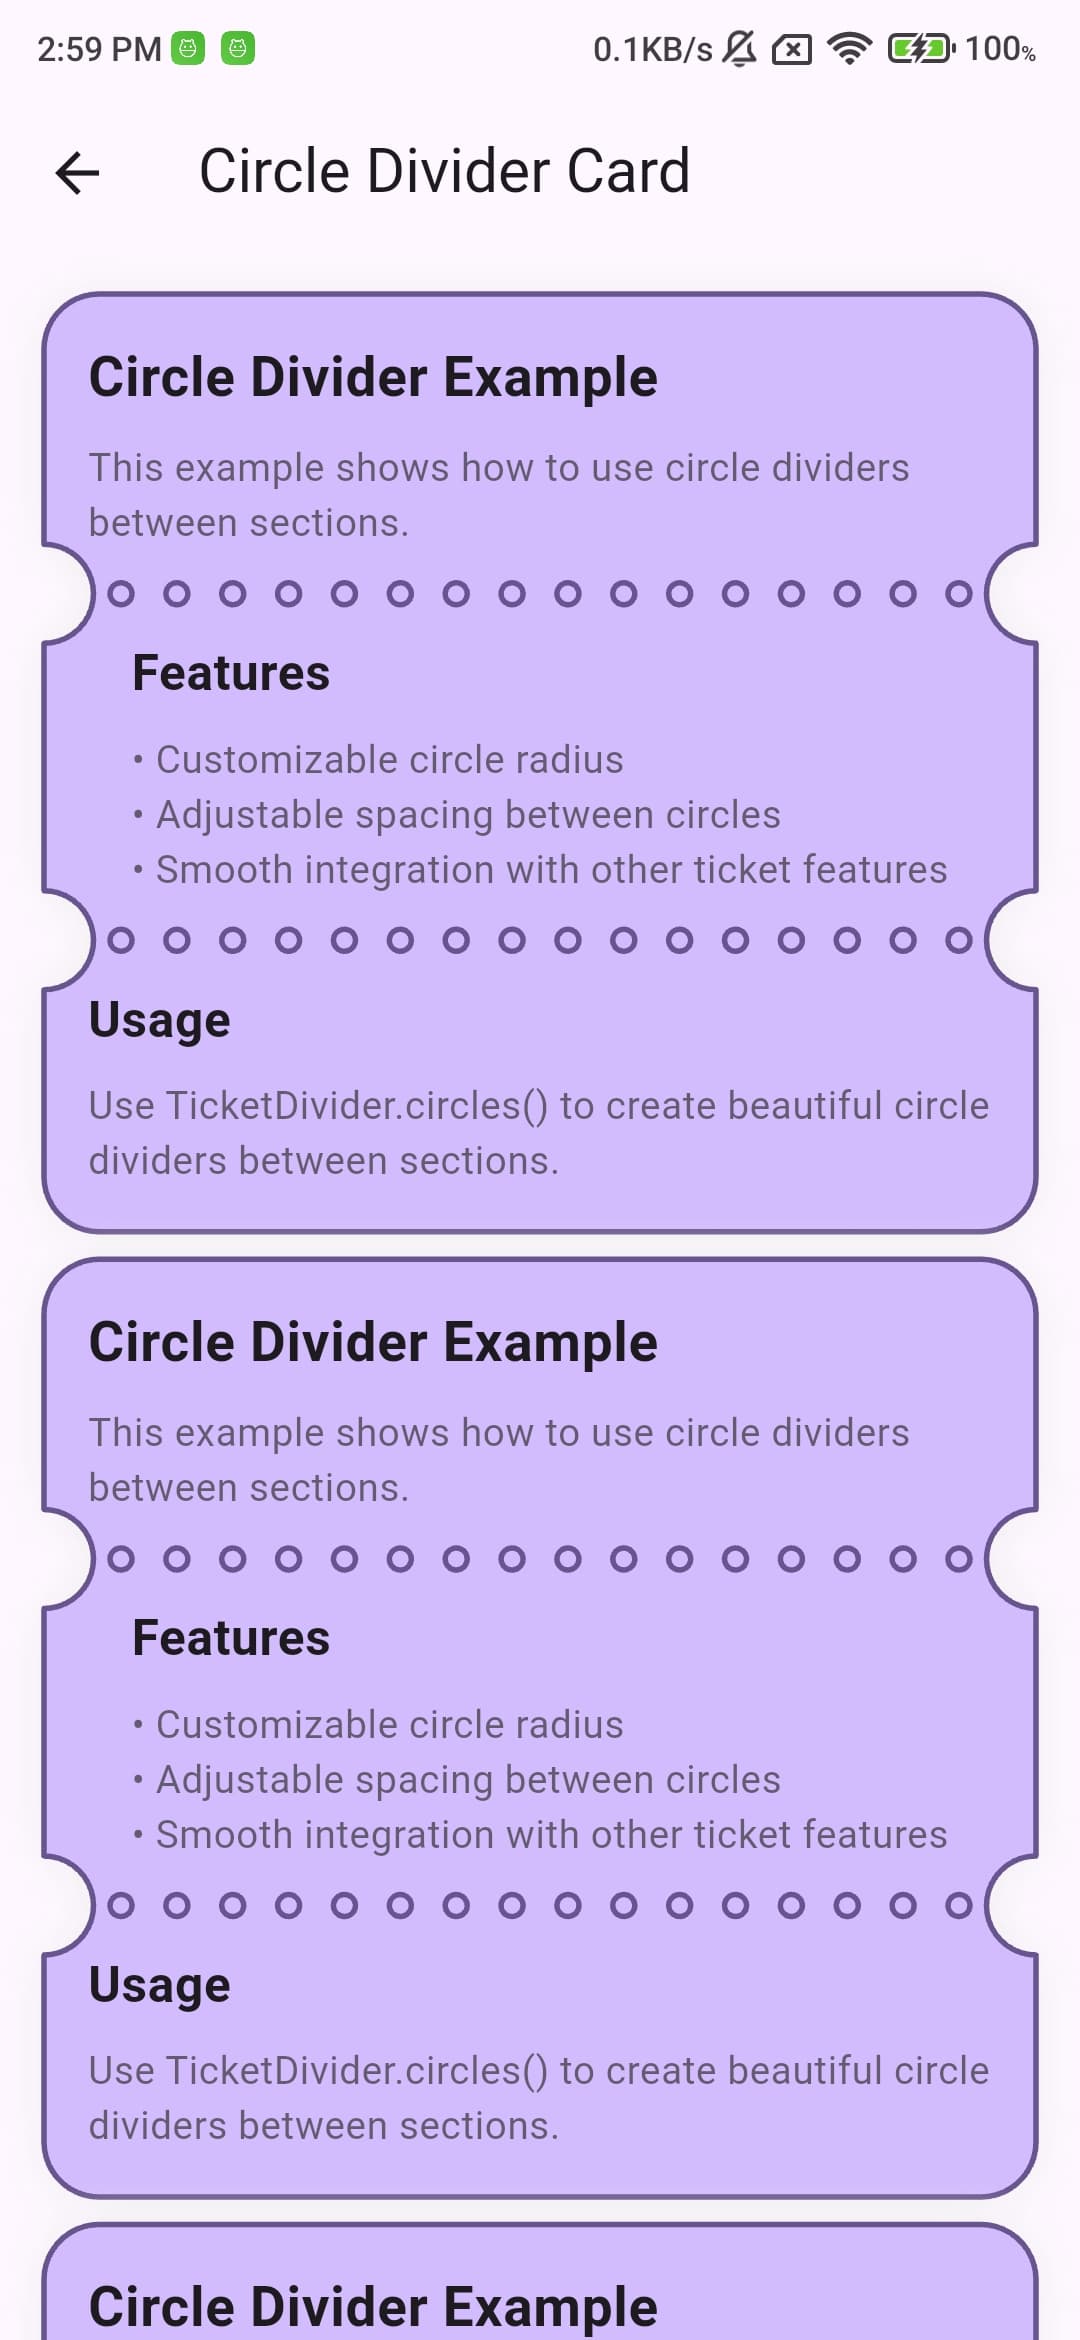 2:59 PM 0.1KB/s 100%
Circle Divider Card
Circle Divider Example
This example shows how to use circle dividers
between sections.
Features
• Customizable circle radius
• Adjustable spacing between circles
• Smooth integration with other ticket features
Usage
Use TicketDivider.circles() to create beautiful circle
dividers between sections.
Circle Divider Example
This example shows how to use circle dividers
between sections.
Features
• Customizable circle radius
• Adjustable spacing between circles
• Smooth integration with other ticket features
Usage
Use TicketDivider.circles() to create beautiful circle
dividers between sections.
Circle Divider Example